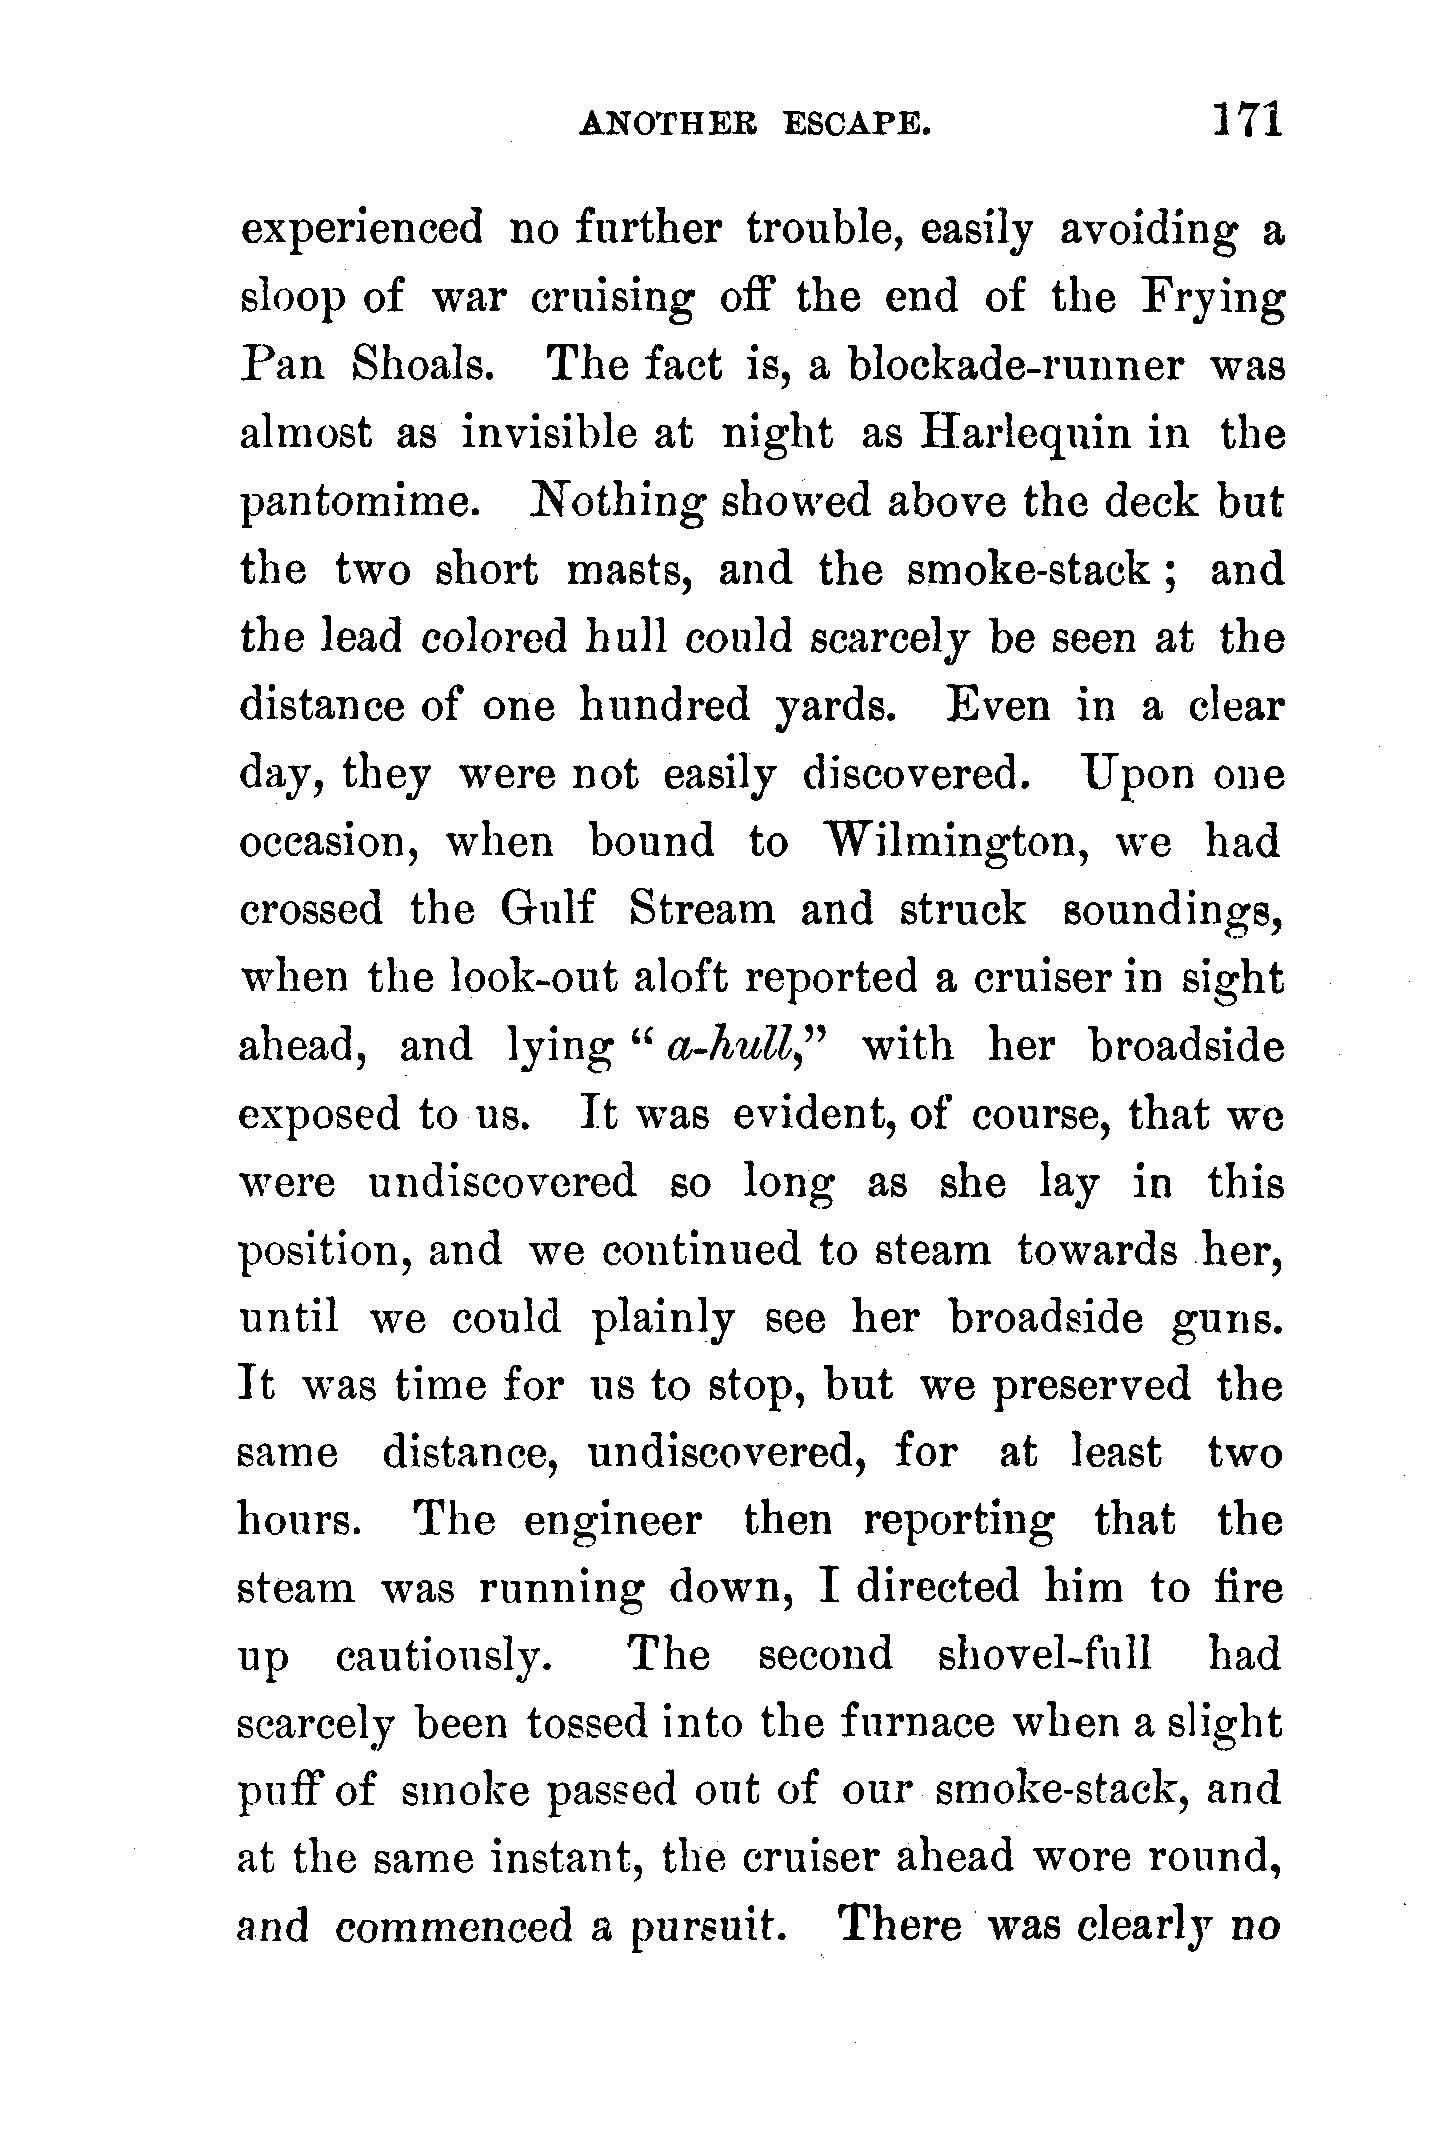 ANOTHER ESCAPE. 171
experienced no further trouble, easily avoiding a
sloop of war cruising off the end of the Frying
Pan Shoals. The fact is, a blockade-runner was
almost as invisible at night as Harlequin in the
pantomime. Nothing showed above the deck but
the two short masts, and the smoke-stack ; and
the lead colored hull could scarcely be seen at the
distance of one hundred yards. Even in a clear
day, they were not easily discovered. Upon one
occasion, when bound to Wilmington, we had
crossed the Gulf Stream and struck soundings,
when the look-out aloft reported a cruiser in sight
ahead, and lying “ a-hull,” with her broadside
exposed to us. It was evident, of course, that we
were undiscovered so long as she lay in this
position, and we continued to steam towards her,
until we could plainly see her broadside guns.
It was time for us to stop, but we preserved the
same distance, undiscovered, for at least two
hours. The engineer then reporting that the
steam was running down, I directed him to fire
up cautiously. The second shovel-full had
scarcely been tossed into the furnace when a slight
puff of smoke passed out of our smoke-stack, and
at the same instant, the cruiser ahead wore round,
and commenced a pursuit. There was clearly no